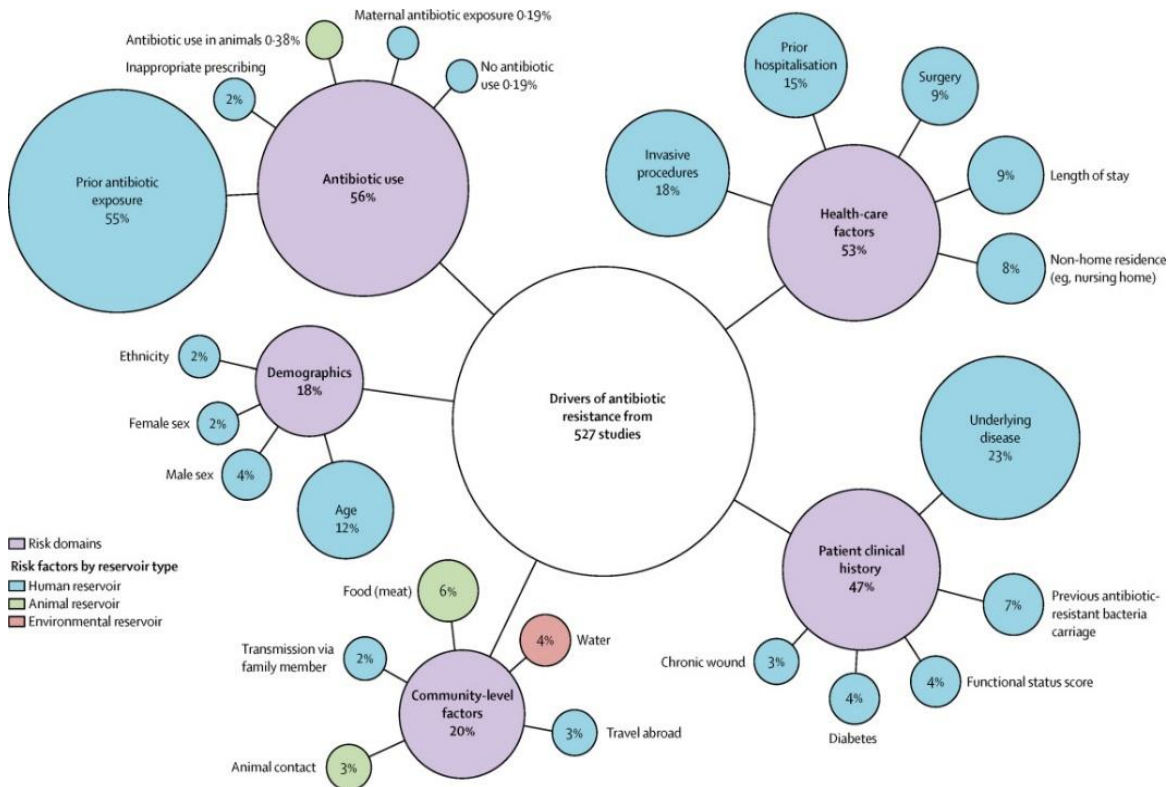 Maternal antibiotic exposure 0·19%
Antibiotic use in animals 0·38%
Inappropriate prescribing
2%
No antibiotic
use 0·19%
Prior antibiotic
exposure
55%
Antibiotic use
56%
Prior
hospitalisation
15%
Surgery
9%
Invasive
procedures
18%
9%
Length of stay
Health-care
factors
53%
8%
Non-home residence
(eg, nursing home)
Ethnicity
2%
Demographics
18%
Female sex
2%
Male sex
4%
Age
12%
Drivers of antibiotic
resistance from
527 studies
Underlying
disease
23%
Patient clinical
history
47%
7%
Previous antibiotic-
resistant bacteria
carriage
Chronic wound
3%
4%
Diabetes
4%
Functional status score
Risk domains
Risk factors by reservoir type
Human reservoir
Animal reservoir
Environmental reservoir
Food (meat)
6%
4%
Water
Transmission via
family member
2%
Community-level
factors
20%
3%
Travel abroad
Animal contact
3%